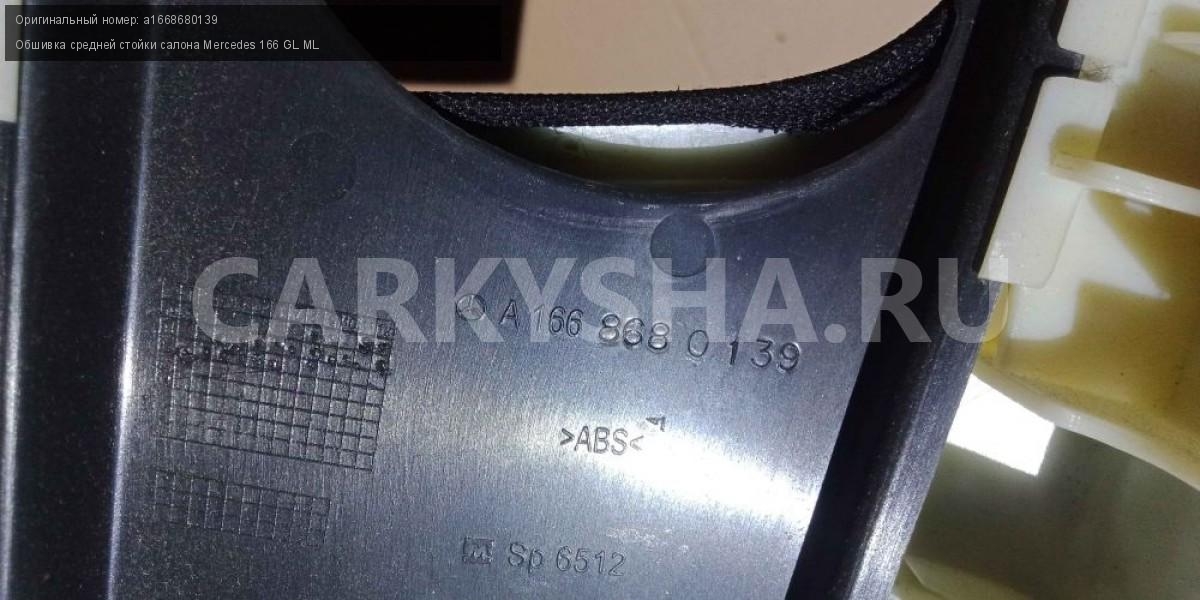 Оригинальный номер: a1668680139
Обшивка средней стойки салона Mercedes 166 GL ML
CARKYSHA.RU
A 166 868 0 139
>ABS<
M Sp 6512